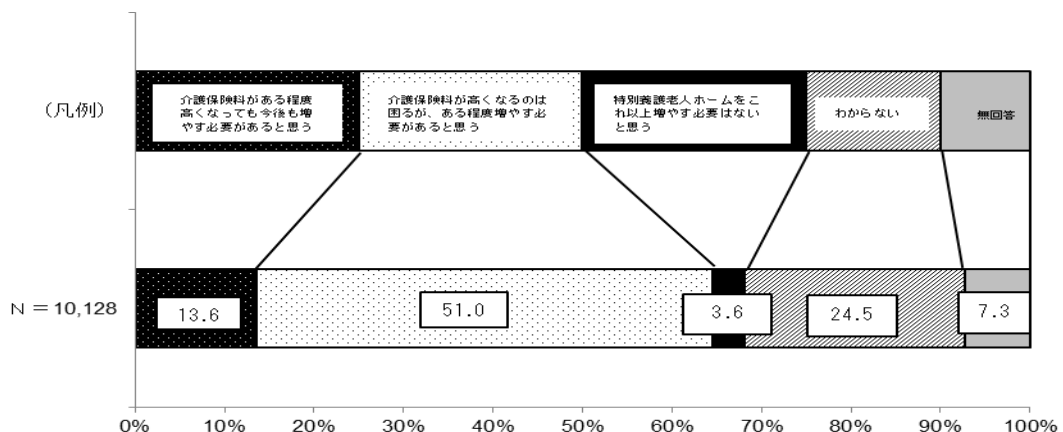 (凡例)
介護保険料がある程度
高くなっても今後も増
やす必要があると思う
介護保険料が高くなるのは
困るが、ある程度増やす必
要があると思う
特別養護老人ホームをこ
れ以上増やす必要はない
と思う
わからない
無回答
N＝10,128
13.6
51.0
3.6
24.5
7.3
0% 10% 20% 30% 40% 50% 60% 70% 80% 90% 100%